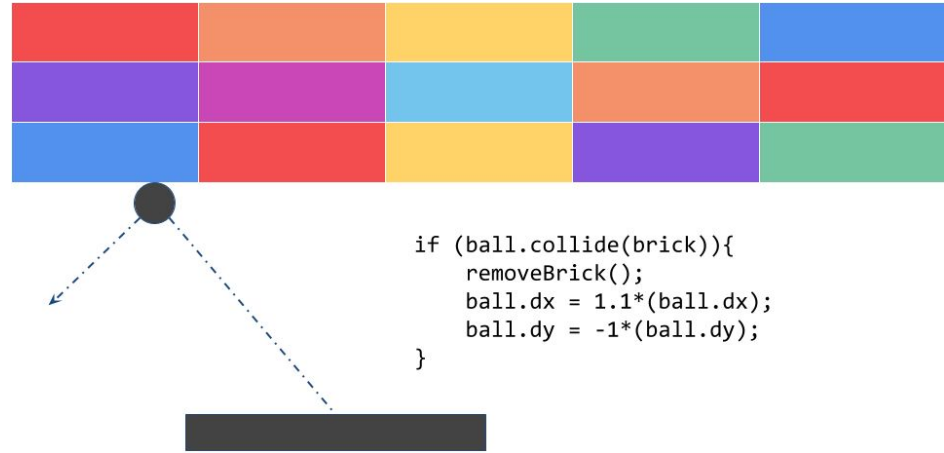 if (ball.collide(brick)){
    removeBrick();
    ball.dx = 1.1*(ball.dx);
    ball.dy = -1*(ball.dy);
}